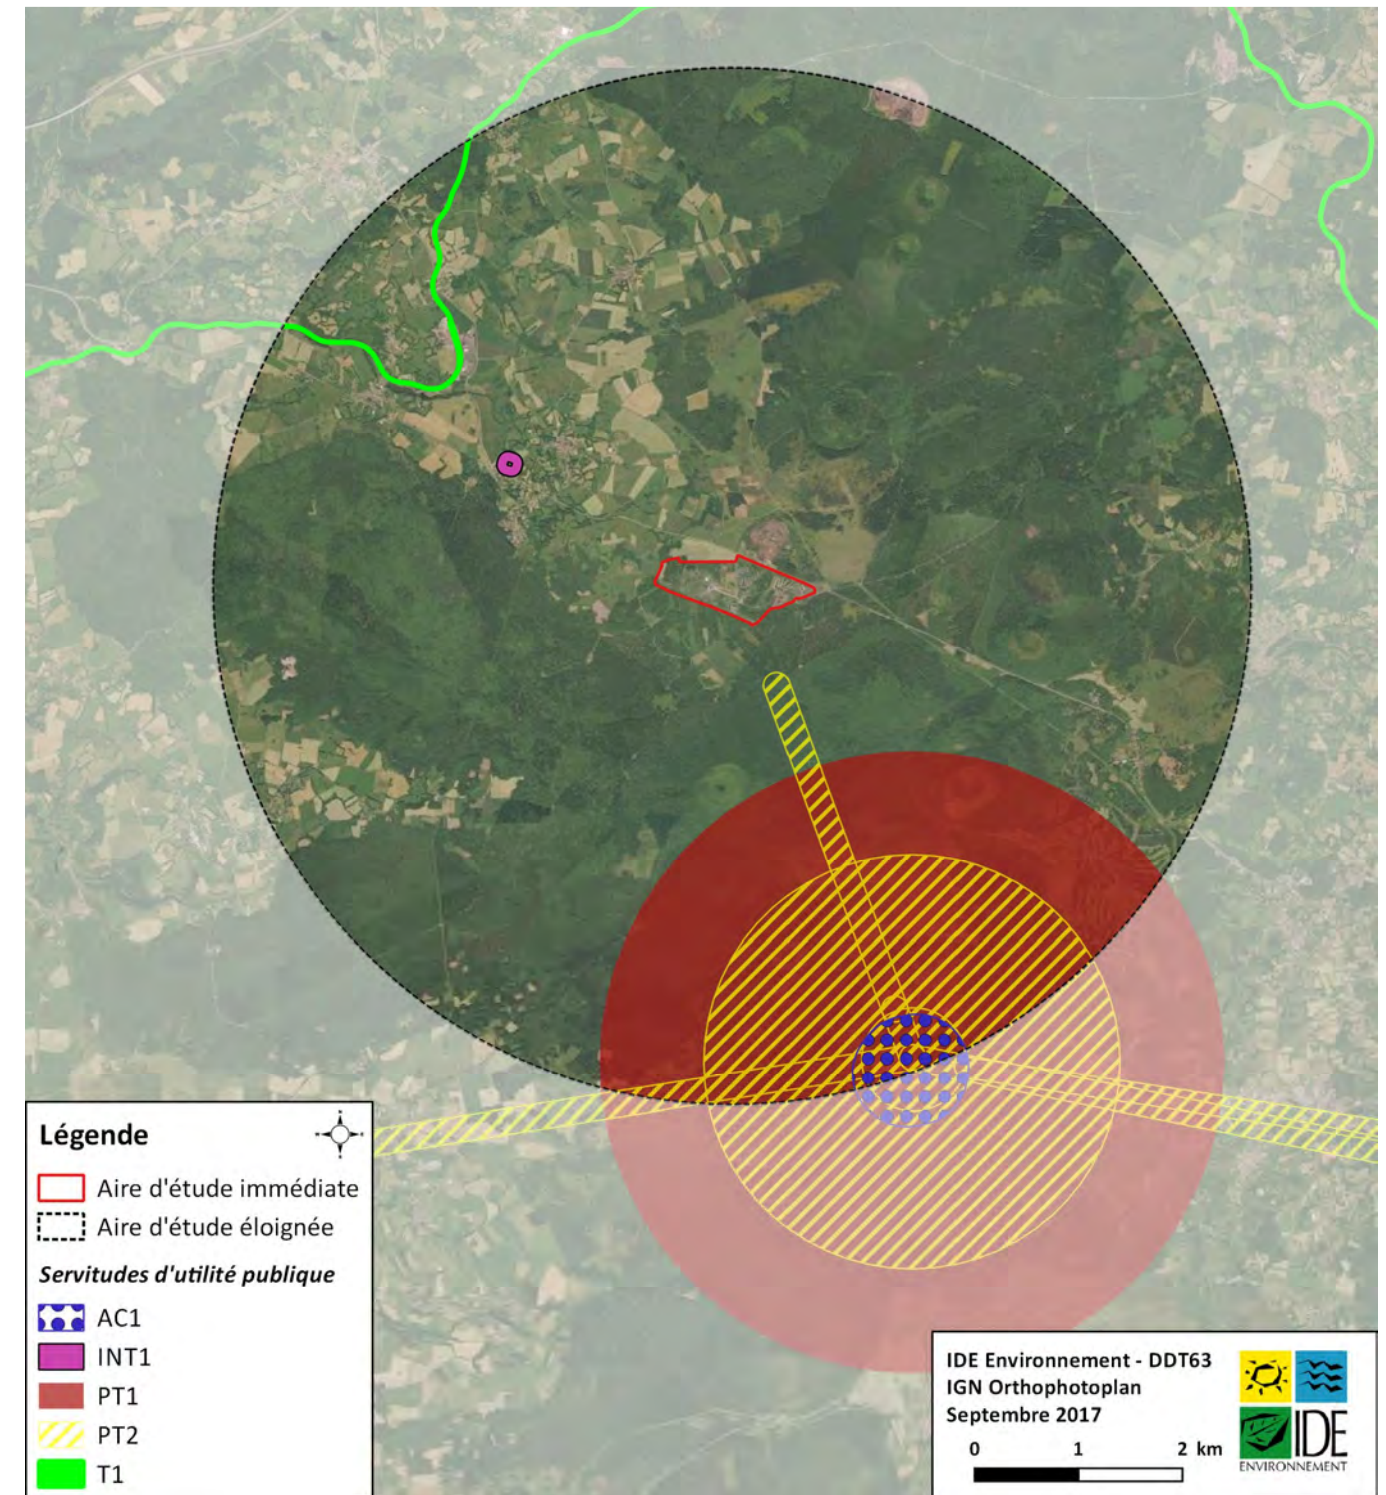 Légende
Aire d'étude immédiate
Aire d'étude éloignée
Servitudes d'utilité publique
AC1
INT1
PT1
PT2
T1
IDE Environnement - DDT63
IGN Orthophotoplan
Septembre 2017
0 1 2 km
IDE
ENVIRONNEMENT